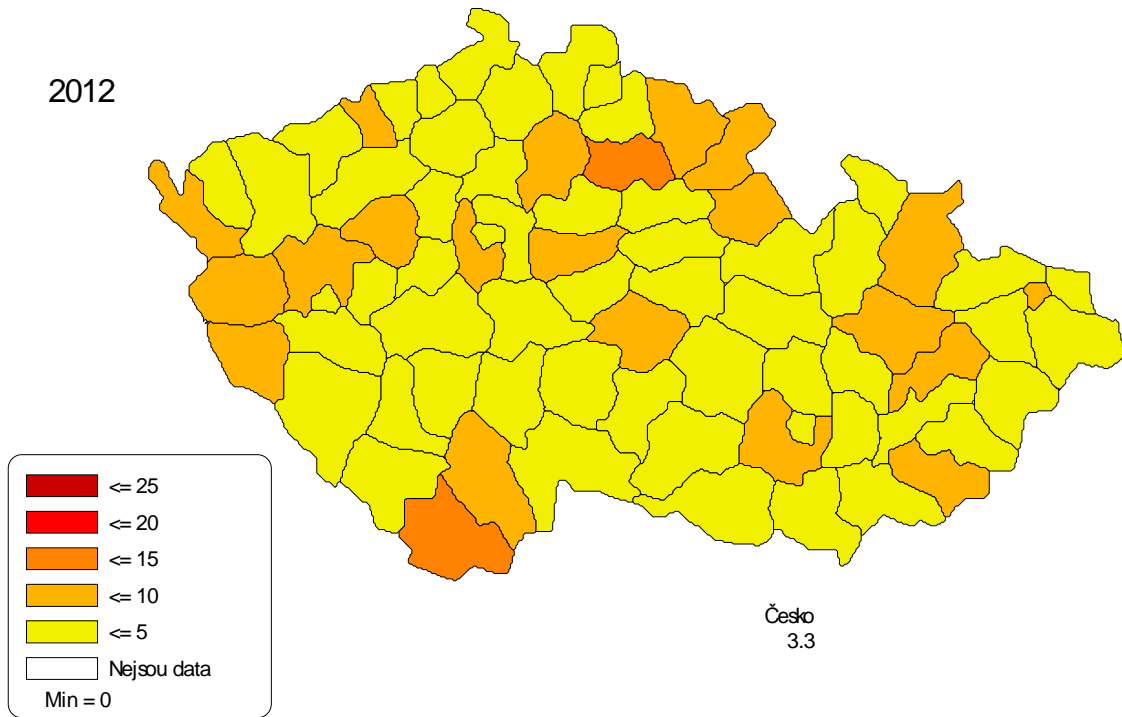 2012
<= 25
<= 20
<= 15
<= 10
<= 5
Nejsou data
Min = 0
Česko
3.3